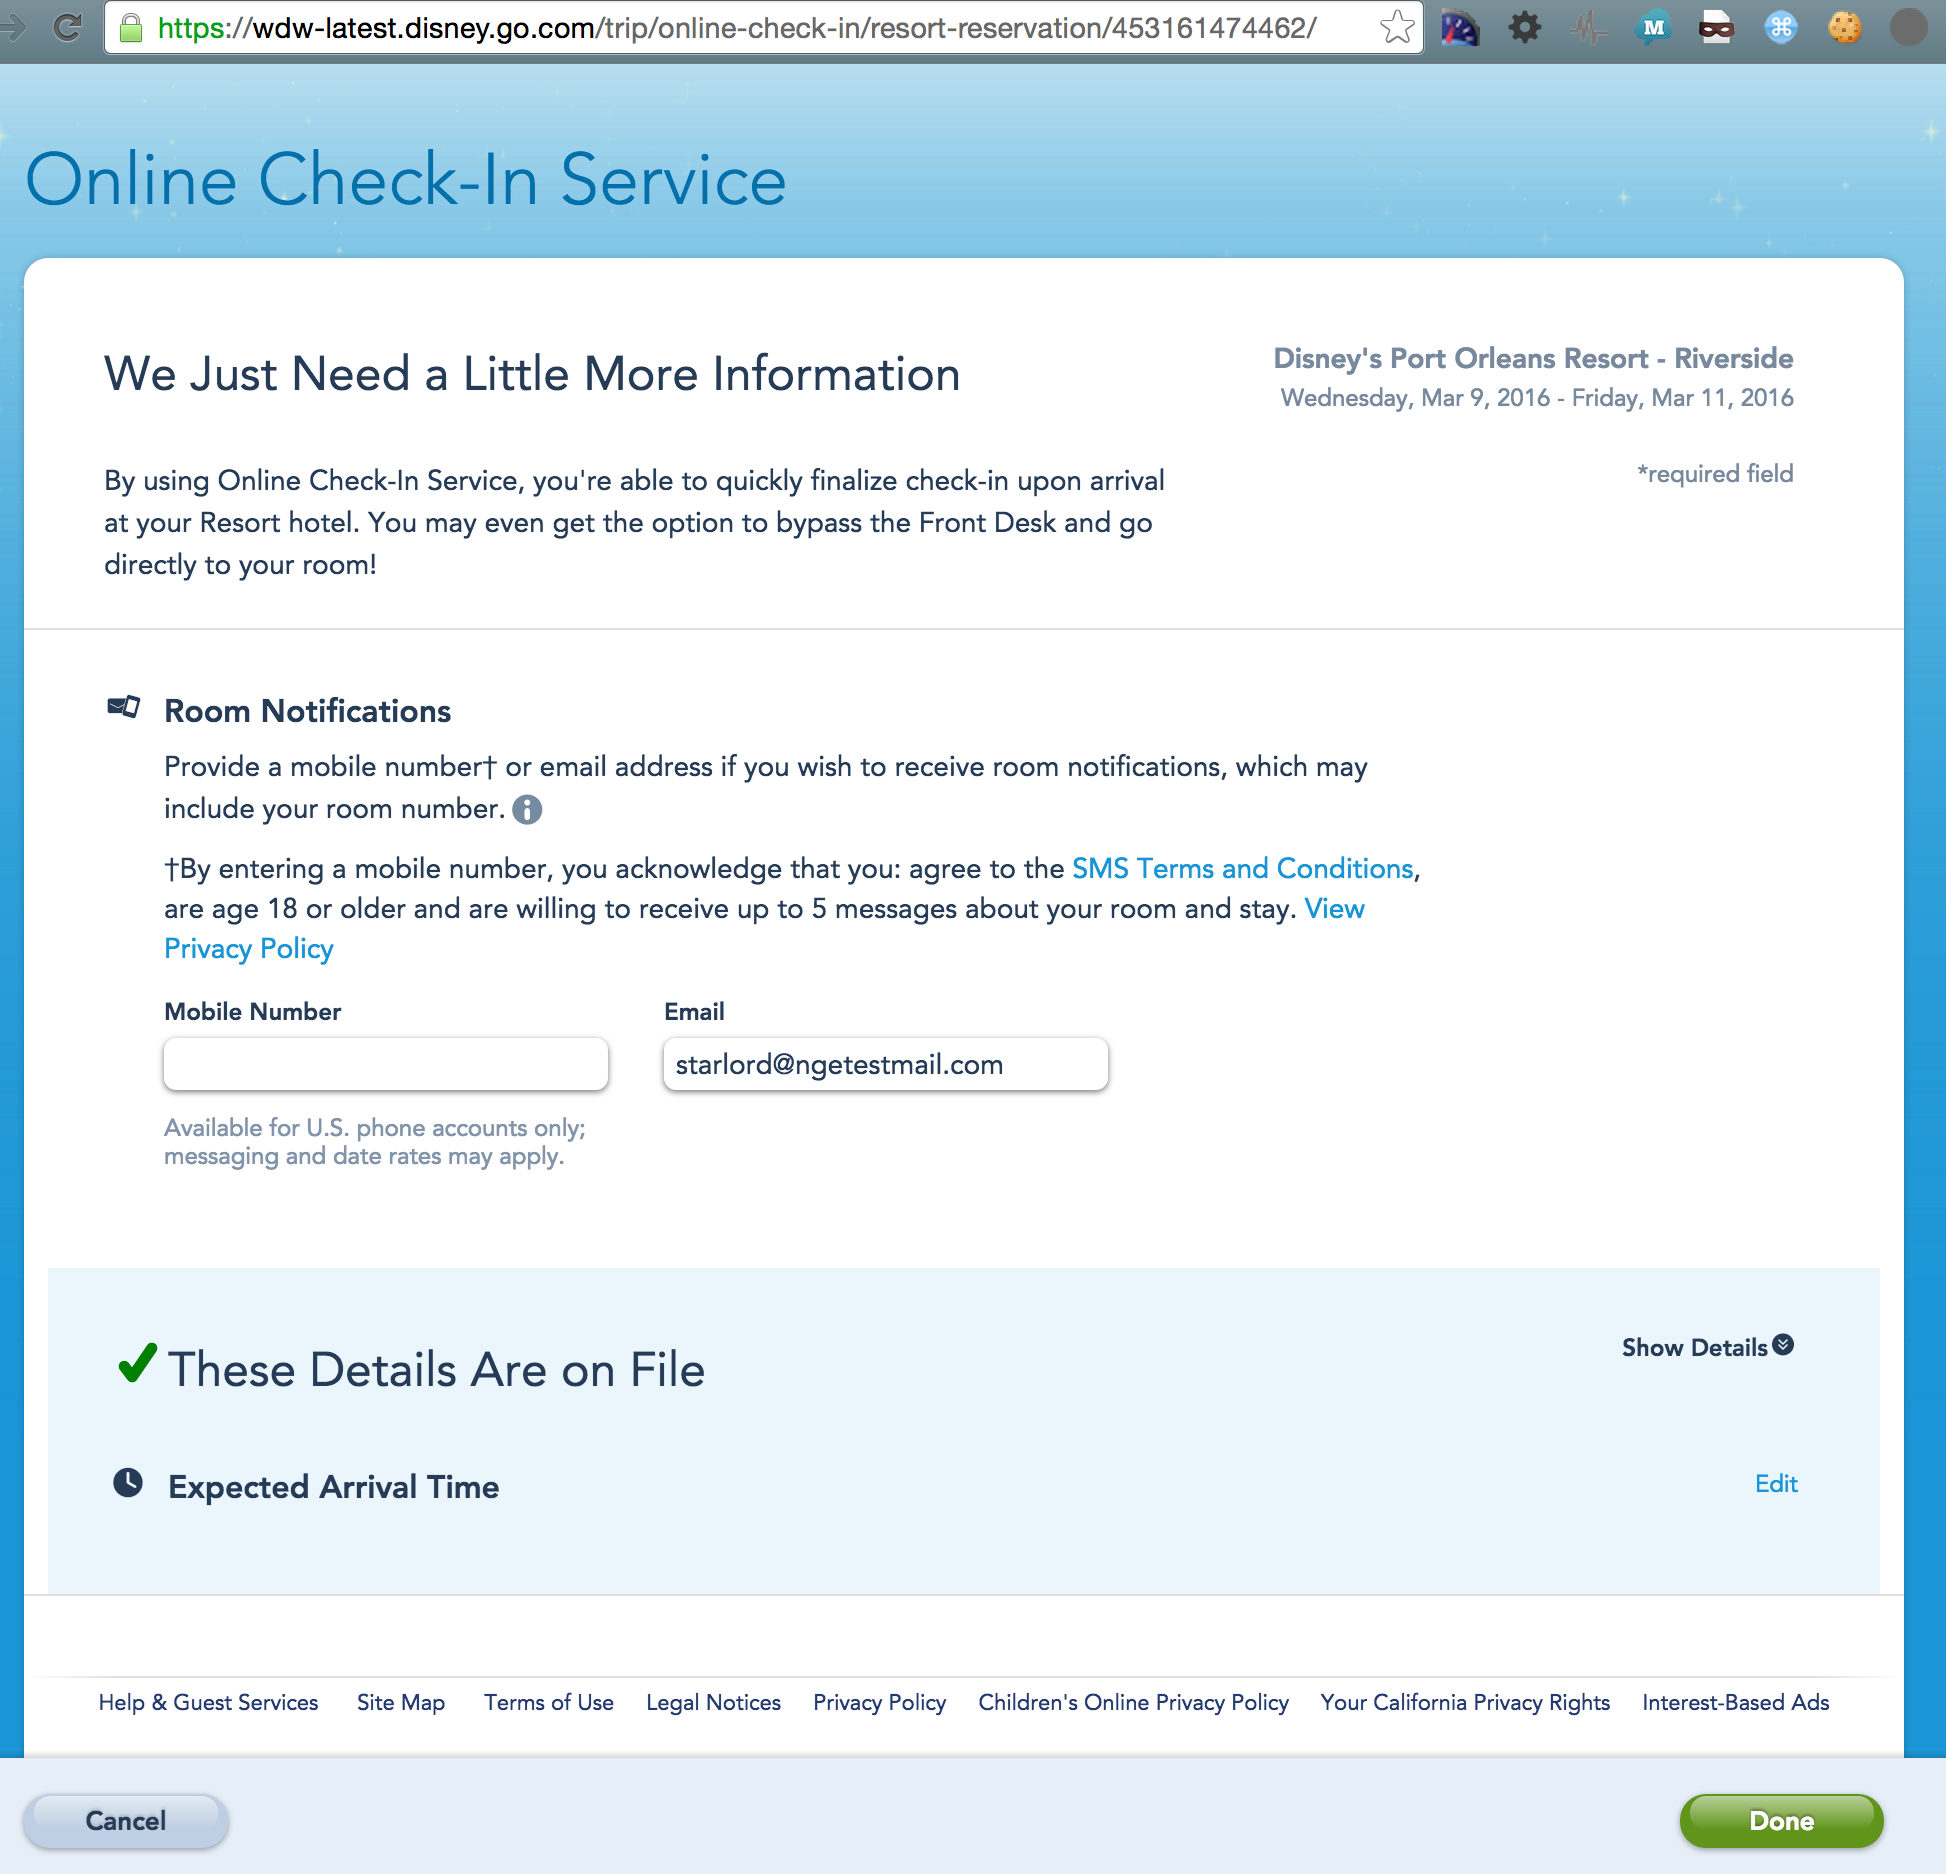 https://wdw-latest.disney.go.com/trip/online-check-in/resort-reservation/453161474462/
M
Online Check-In Service
We Just Need a Little More Information
Disney's Port Orleans Resort - Riverside
Wednesday, Mar 9, 2016 - Friday, Mar 11, 2016
*required field
By using Online Check-In Service, you're able to quickly finalize check-in upon arrival
at your Resort hotel. You may even get the option to bypass the Front Desk and go
directly to your room!
Room Notifications
Provide a mobile number† or email address if you wish to receive room notifications, which may
include your room number.
†By entering a mobile number, you acknowledge that you: agree to the SMS Terms and Conditions,
are age 18 or older and are willing to receive up to 5 messages about your room and stay. View
Privacy Policy
Mobile Number
Email
starlord@ngetestmail.com
Available for U.S. phone accounts only;
messaging and date rates may apply.
These Details Are on File
Show Details
Expected Arrival Time
Edit
Help & Guest Services Site Map Terms of Use Legal Notices Privacy Policy Children's Online Privacy Policy Your California Privacy Rights Interest-Based Ads
Cancel
Done